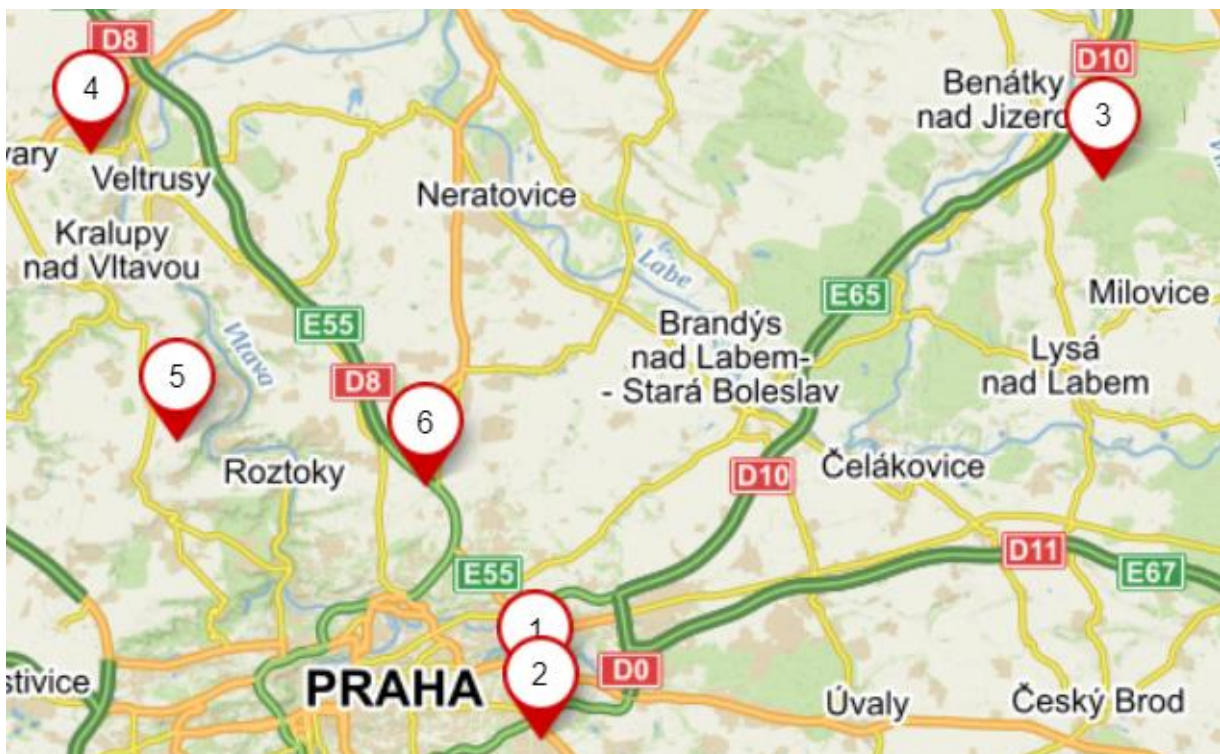 D8
D10
4
Benátky
nad Jizero
3
vary
Veltrusy
Neratovice
Kralupy
nad Vltavou
Labe
E65
Milovice
Vltava
E55
Brandýs
nad Labem-
- Stará Boleslav
Lysá
nad Labem
5
D8
6
Roztoky
D10
Čelákovice
D11
E55
E67
1
2
D0
stivice
PRAHA
Úvaly
Český Brod